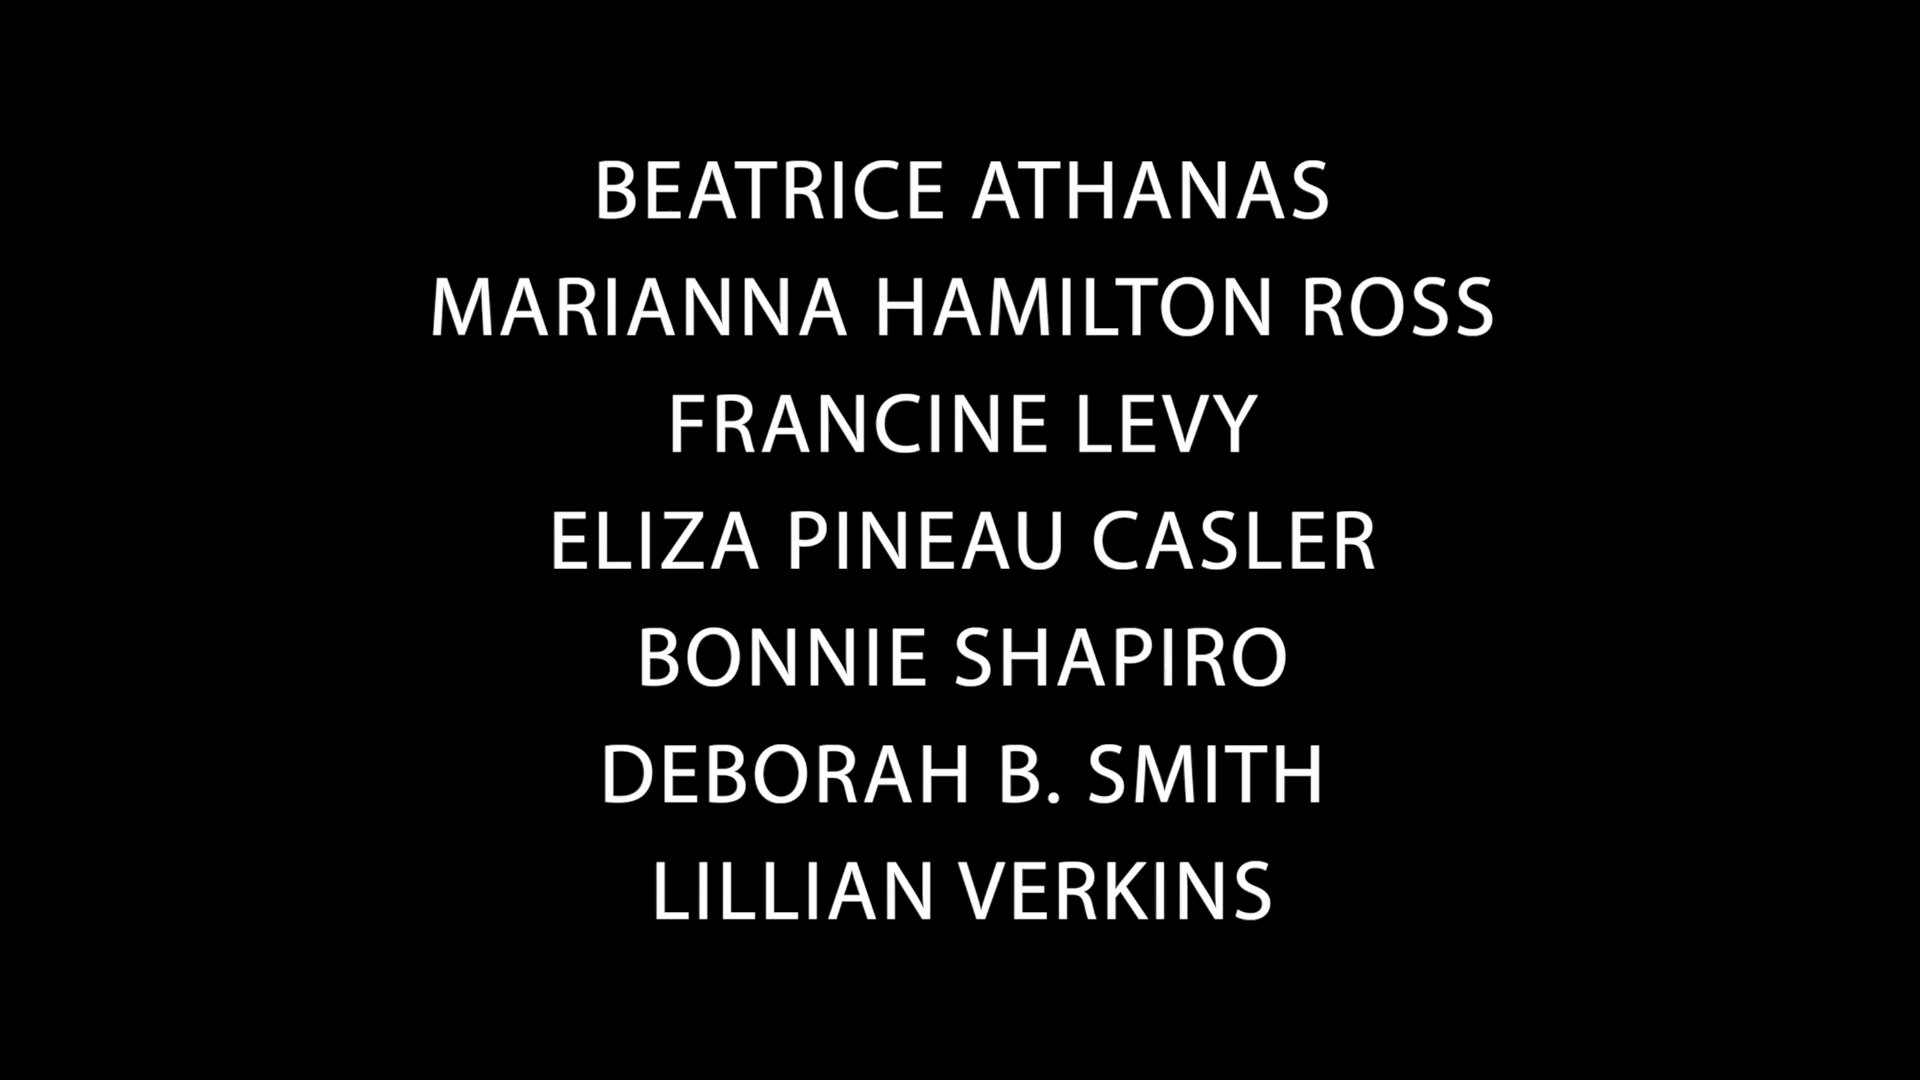 BEATRICE ATHANAS
MARIANNA HAMILTON ROSS
FRANCINE LEVY
ELIZA PINEAU CASLER
BONNIE SHAPIRO
DEBORAH B. SMITH
LILLIAN VERKINS